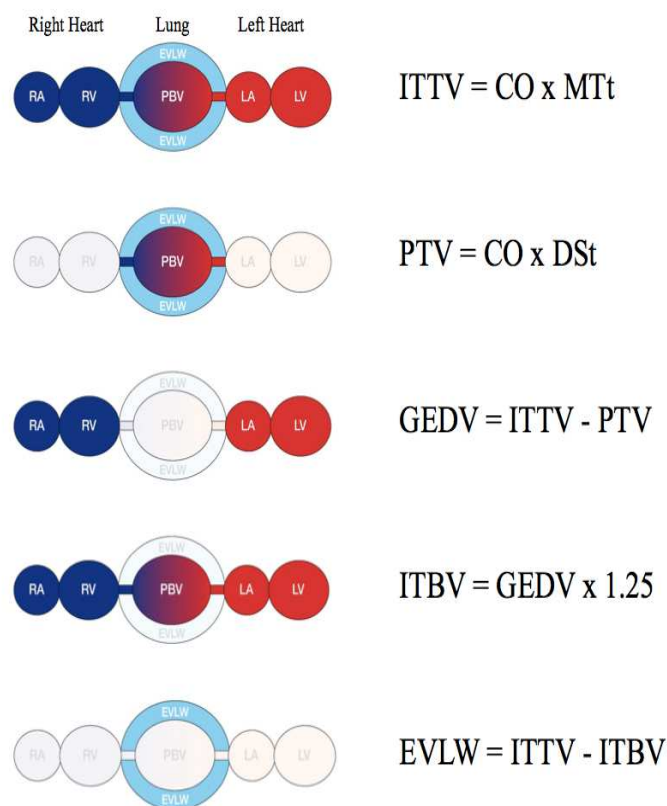 Right Heart Lung Left Heart
EVLW
RA RV PBV LA LV
EVLW
ITTV = CO x MTt
EVLW
RA RV PBV LA LV
EVLW
PTV = CO x DSt
EVLW
RA RV PBV LA LV
EVLW
GEDV = ITTV - PTV
EVLW
RA RV PBV LA LV
EVLW
ITBV = GEDV x 1.25
EVLW
RA RV PBV LA LV
EVLW
EVLW = ITTV - ITBV